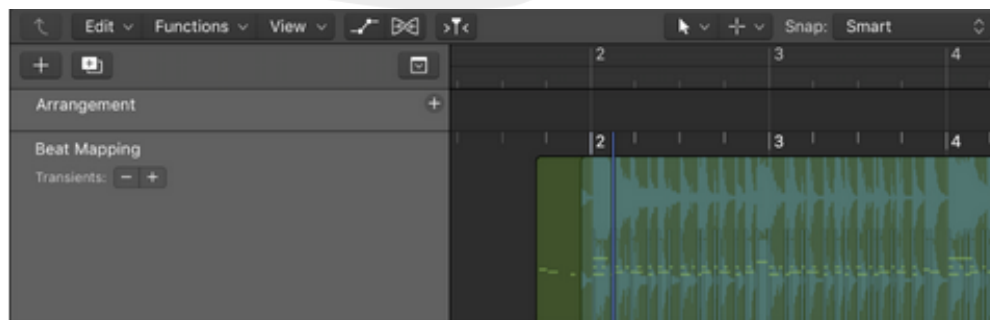 Edit Functions View Snap: Smart
2 3 4
Arrangement
2 3 4
Beat Mapping
Transients: